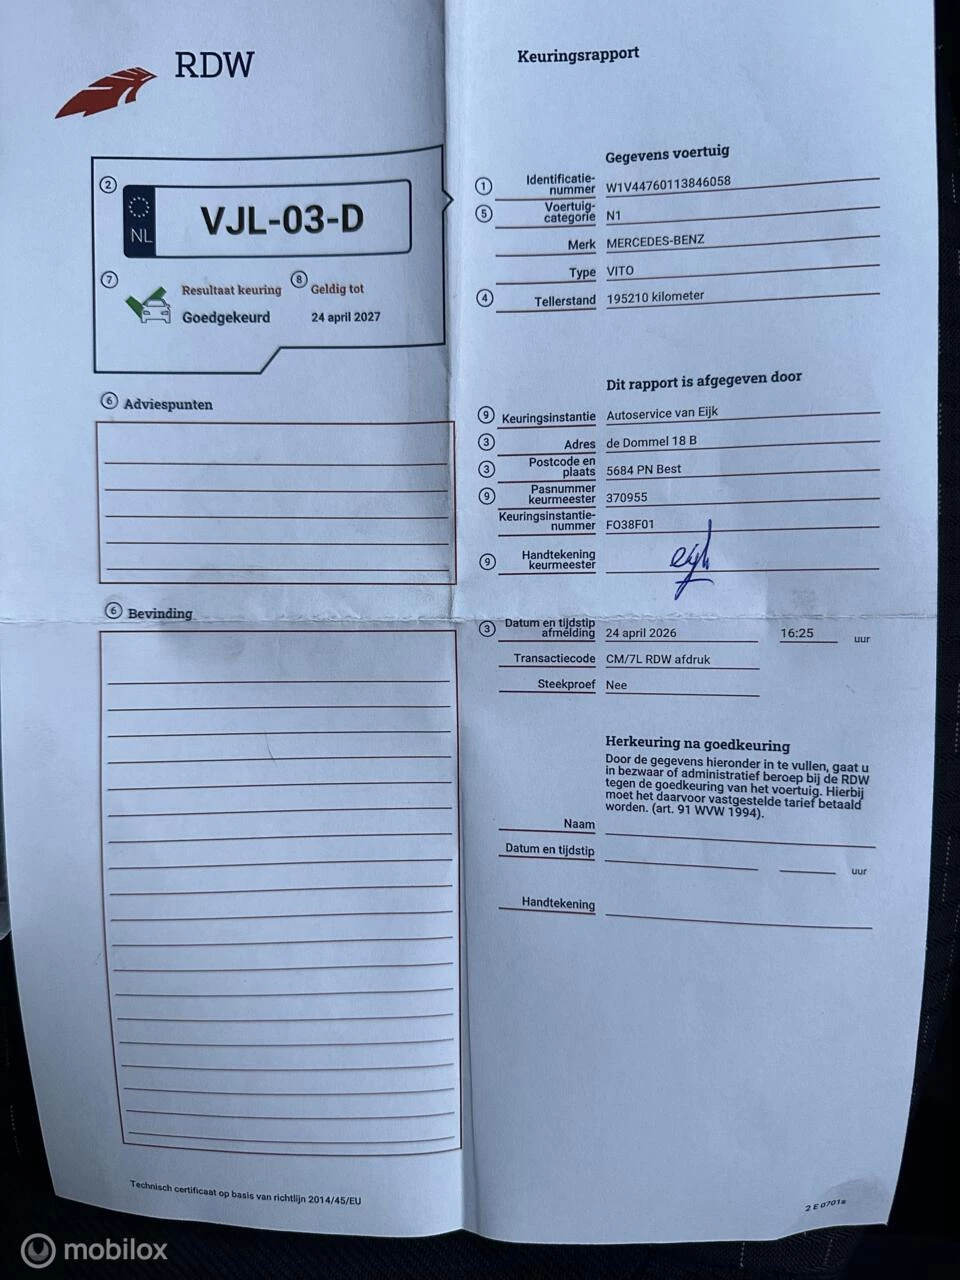 RDW
Keuringsrapport
2
NL
VJL-03-D
7
Resultaat keuring
Goedgekeurd
8
Geldig tot
24 april 2027
6 Adviespunten
6 Bevinding
Gegevens voertuig
1
Identificatie-
nummer W1V44760113846058
5
Voertuig-
categorie N1
Merk MERCEDES-BENZ
Type VITO
4 Tellerstand 195210 kilometer
Dit rapport is afgegeven door
9 Keuringsinstantie Autoservice van Eijk
3 Adres de Dommel 18 B
3
Postcode en
plaats 5684 PN Best
9
Pasnummer
keurmeester 370955
Keuringsinstantie-
nummer FO38F01
9
Handtekening
keurmeester
3
Datum en tijdstip
afmelding 24 april 2026 16:25 uur
Transactiecode CM/7L RDW afdruk
Steekproef Nee
Herkeuring na goedkeuring
Door de gegevens hieronder in te vullen, gaat u
in bezwaar of administratief beroep bij de RDW
tegen de goedkeuring van het voertuig. Hierbij
moet het daarvoor vastgestelde tarief betaald
worden. (art. 91 WVW 1994).
Naam
Datum en tijdstip uur
Handtekening
Technisch certificaat op basis van richtlijn 2014/45/EU
2 E 0701a
mobilox